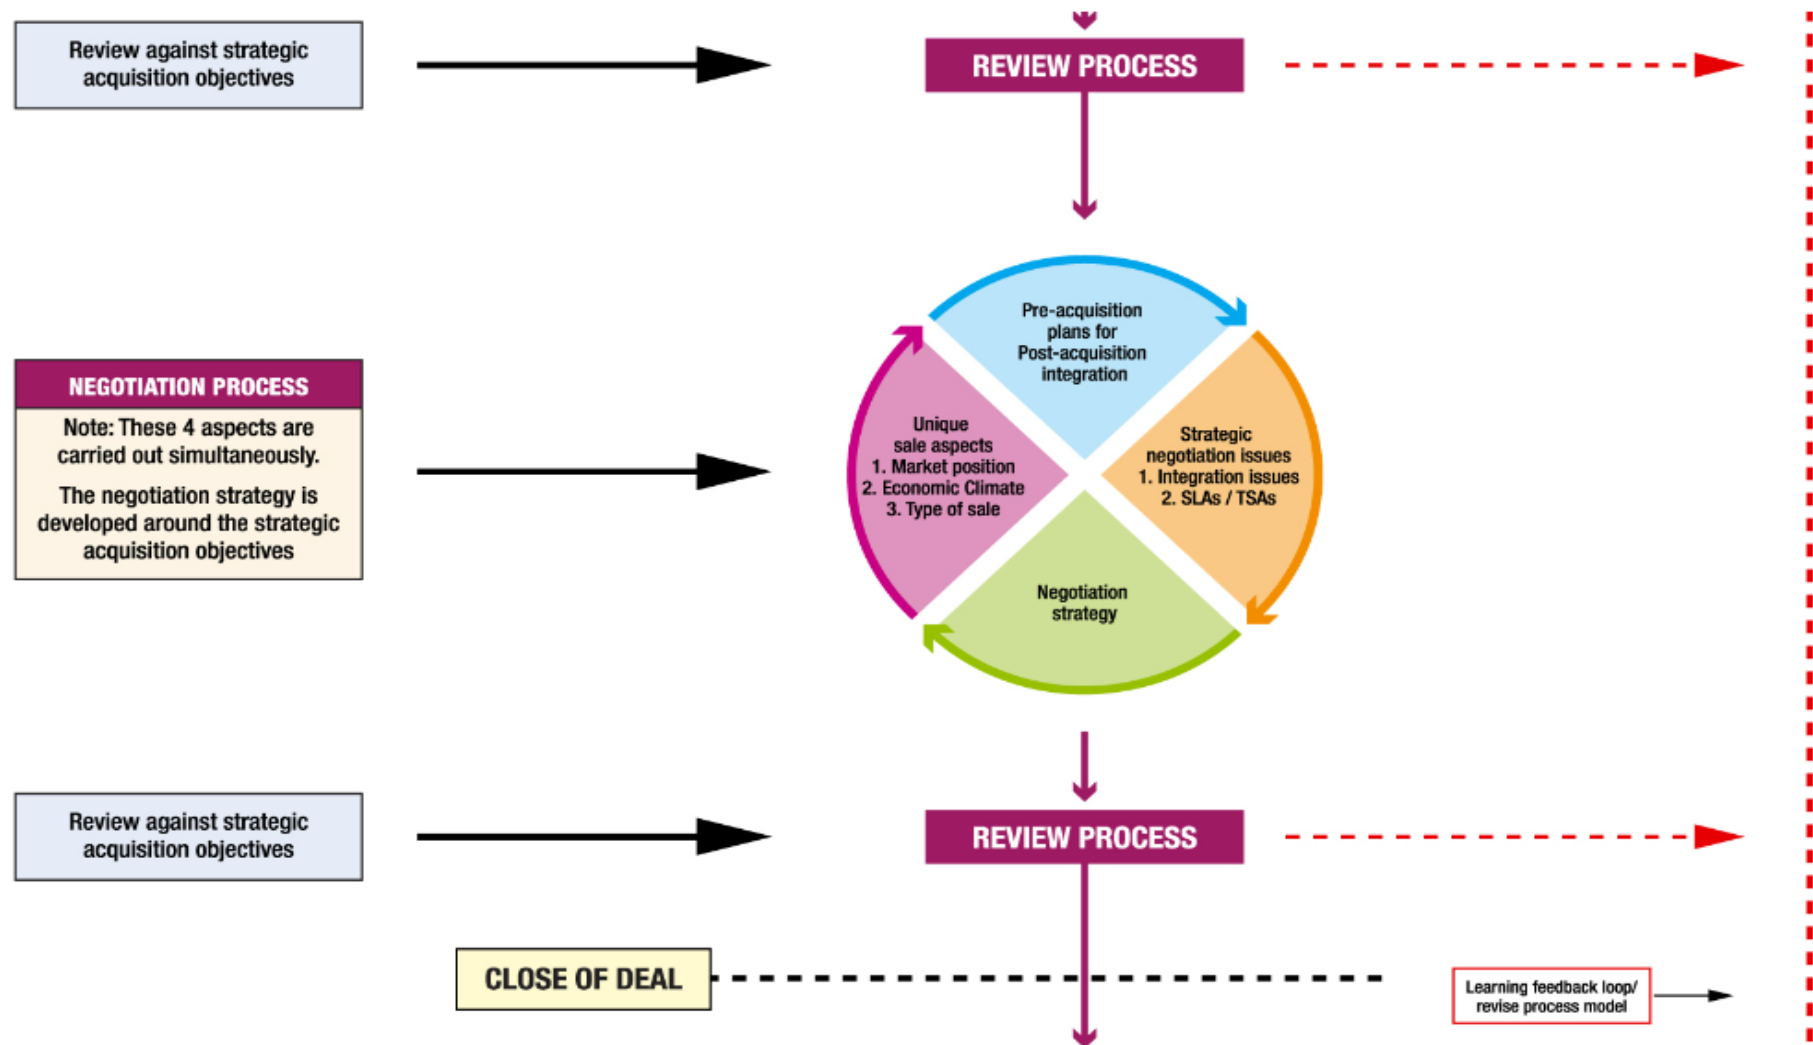 Review against strategic
acquisition objectives
REVIEW PROCESS
Pre-acquisition
plans for
Post-acquisition
integration
NEGOTIATION PROCESS
Note: These 4 aspects are
carried out simultaneously.
The negotiation strategy is
developed around the strategic
acquisition objectives
Unique
sale aspects
1. Market position
2. Economic Climate
3. Type of sale
Strategic
negotiation issues
1. Integration issues
2. SLAs / TSAs
Negotiation
strategy
Review against strategic
acquisition objectives
REVIEW PROCESS
CLOSE OF DEAL
Learning feedback loop/
revise process model